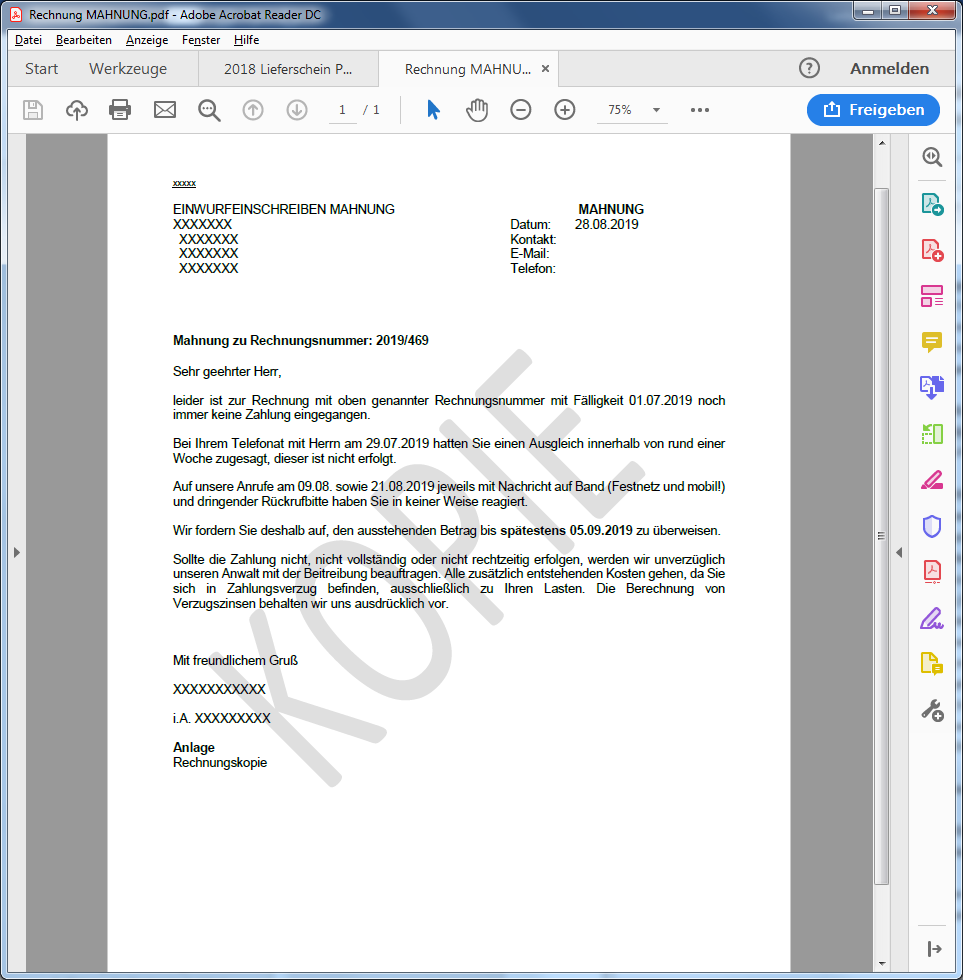 Rechnung MAHNUNG.pdf - Adobe Acrobat Reader DC
Datei Bearbeiten Anzeige Fenster Hilfe
Start Werkzeuge 2018 Lieferschein P... Rechnung MAHNU... × ? Anmelden
1 / 1 75% Freigeben
xxxxx
EINWURFEINSCHREIBEN MAHNUNG MAHNUNG
XXXXXXX Datum: 28.08.2019
XXXXXXX Kontakt:
XXXXXXX E-Mail:
XXXXXXX Telefon:
Mahnung zu Rechnungsnummer: 2019/469
Sehr geehrter Herr,
leider ist zur Rechnung mit oben genannter Rechnungsnummer mit Fälligkeit 01.07.2019 noch
immer keine Zahlung eingegangen.
Bei Ihrem Telefonat mit Herrn am 29.07.2019 hatten Sie einen Ausgleich innerhalb von rund einer
Woche zugesagt, dieser ist nicht erfolgt.
Auf unsere Anrufe am 09.08. sowie 21.08.2019 jeweils mit Nachricht auf Band (Festnetz und mobil!)
und dringender Rückrufbitte haben Sie in keiner Weise reagiert.
Wir fordern Sie deshalb auf, den ausstehenden Betrag bis spätestens 05.09.2019 zu überweisen.
Sollte die Zahlung nicht, nicht vollständig oder nicht rechtzeitig erfolgen, werden wir unverzüglich
unseren Anwalt mit der Beitreibung beauftragen. Alle zusätzlich entstehenden Kosten gehen, da Sie
sich in Zahlungsverzug befinden, ausschließlich zu Ihren Lasten. Die Berechnung von
Verzugszinsen behalten wir uns ausdrücklich vor.
Mit freundlichem Gruß
XXXXXXXXXXX
i.A. XXXXXXXXX
Anlage
Rechnungskopie
KOPIE